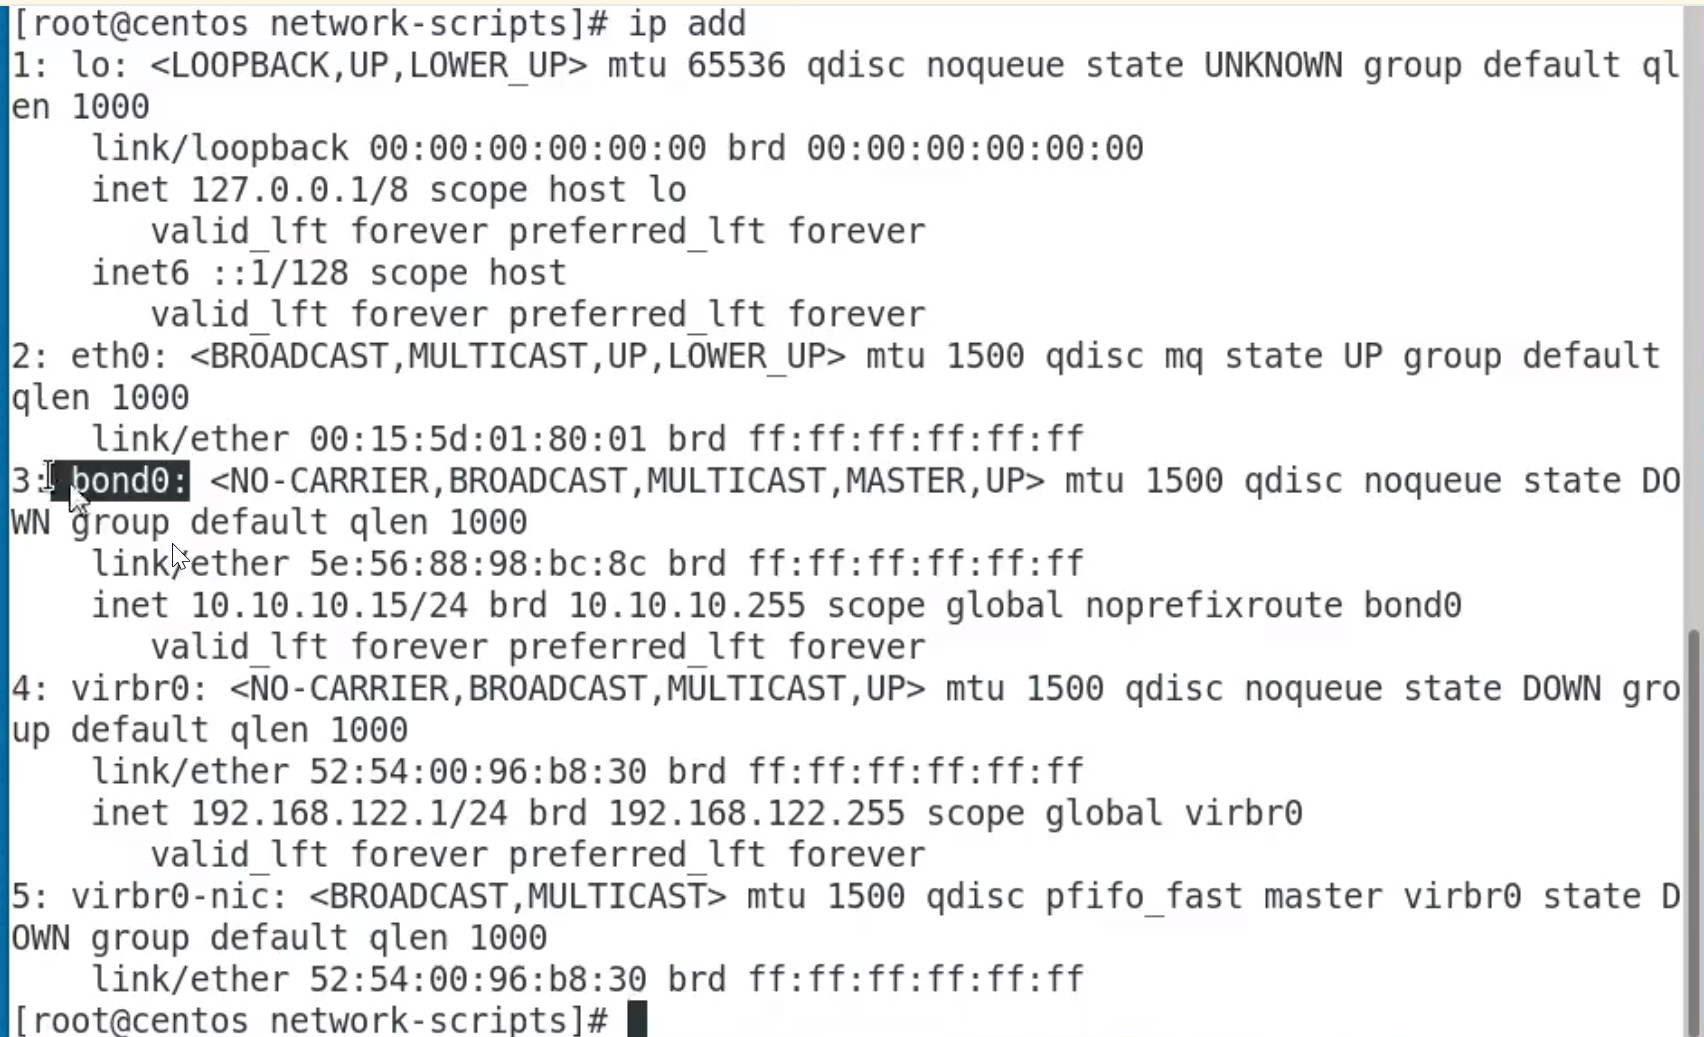 [root@centos network-scripts]# ip add
1: lo: <LOOPBACK,UP,LOWER_UP> mtu 65536 qdisc noqueue state UNKNOWN group default ql
en 1000
    link/loopback 00:00:00:00:00:00 brd 00:00:00:00:00:00
    inet 127.0.0.1/8 scope host lo
       valid_lft forever preferred_lft forever
    inet6 ::1/128 scope host
       valid_lft forever preferred_lft forever
2: eth0: <BROADCAST,MULTICAST,UP,LOWER_UP> mtu 1500 qdisc mq state UP group default
qlen 1000
    link/ether 00:15:5d:01:80:01 brd ff:ff:ff:ff:ff:ff
3: bond0: <NO-CARRIER,BROADCAST,MULTICAST,MASTER,UP> mtu 1500 qdisc noqueue state DO
WN group default qlen 1000
    link/ether 5e:56:88:98:bc:8c brd ff:ff:ff:ff:ff:ff
    inet 10.10.10.15/24 brd 10.10.10.255 scope global noprefixroute bond0
       valid_lft forever preferred_lft forever
4: virbr0: <NO-CARRIER,BROADCAST,MULTICAST,UP> mtu 1500 qdisc noqueue state DOWN gro
up default qlen 1000
    link/ether 52:54:00:96:b8:30 brd ff:ff:ff:ff:ff:ff
    inet 192.168.122.1/24 brd 192.168.122.255 scope global virbr0
       valid_lft forever preferred_lft forever
5: virbr0-nic: <BROADCAST,MULTICAST> mtu 1500 qdisc pfifo_fast master virbr0 state D
OWN group default qlen 1000
    link/ether 52:54:00:96:b8:30 brd ff:ff:ff:ff:ff:ff
[root@centos network-scripts]#